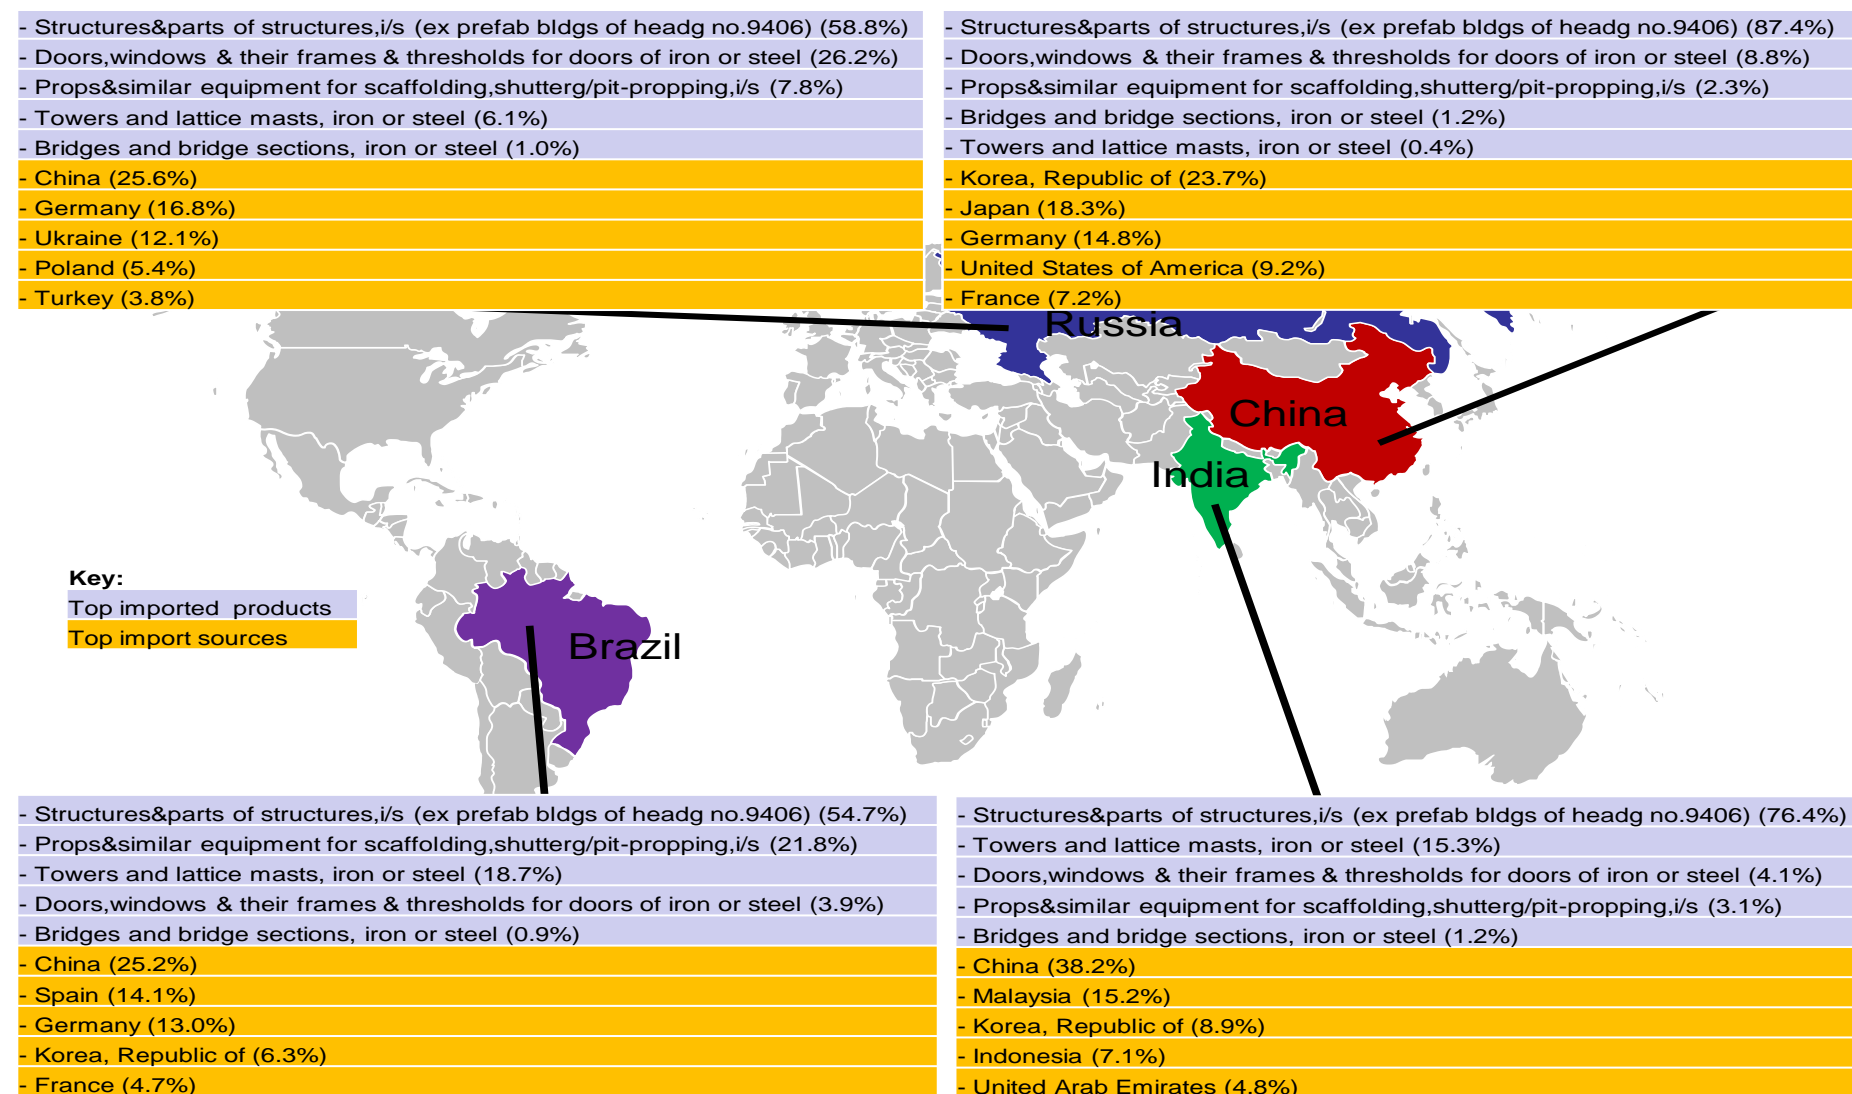 - Structures&parts of structures,i/s (ex prefab bldgs of headg no.9406) (58.8%)
- Doors,windows & their frames & thresholds for doors of iron or steel (26.2%)
- Props&similar equipment for scaffolding,shutterg/pit-propping,i/s (7.8%)
- Towers and lattice masts, iron or steel (6.1%)
- Bridges and bridge sections, iron or steel (1.0%)
- China (25.6%)
- Germany (16.8%)
- Ukraine (12.1%)
- Poland (5.4%)
- Turkey (3.8%)
- Structures&parts of structures,i/s (ex prefab bldgs of headg no.9406) (87.4%)
- Doors,windows & their frames & thresholds for doors of iron or steel (8.8%)
- Props&similar equipment for scaffolding,shutterg/pit-propping,i/s (2.3%)
- Bridges and bridge sections, iron or steel (1.2%)
- Towers and lattice masts, iron or steel (0.4%)
- Korea, Republic of (23.7%)
- Japan (18.3%)
- Germany (14.8%)
- United States of America (9.2%)
- France (7.2%)
Russia
China
India
Brazil
Key:
Top imported products
Top import sources
- Structures&parts of structures,i/s (ex prefab bldgs of headg no.9406) (54.7%)
- Props&similar equipment for scaffolding,shutterg/pit-propping,i/s (21.8%)
- Towers and lattice masts, iron or steel (18.7%)
- Doors,windows & their frames & thresholds for doors of iron or steel (3.9%)
- Bridges and bridge sections, iron or steel (0.9%)
- China (25.2%)
- Spain (14.1%)
- Germany (13.0%)
- Korea, Republic of (6.3%)
- France (4.7%)
- Structures&parts of structures,i/s (ex prefab bldgs of headg no.9406) (76.4%)
- Towers and lattice masts, iron or steel (15.3%)
- Doors,windows & their frames & thresholds for doors of iron or steel (4.1%)
- Props&similar equipment for scaffolding,shutterg/pit-propping,i/s (3.1%)
- Bridges and bridge sections, iron or steel (1.2%)
- China (38.2%)
- Malaysia (15.2%)
- Korea, Republic of (8.9%)
- Indonesia (7.1%)
- United Arab Emirates (4.8%)